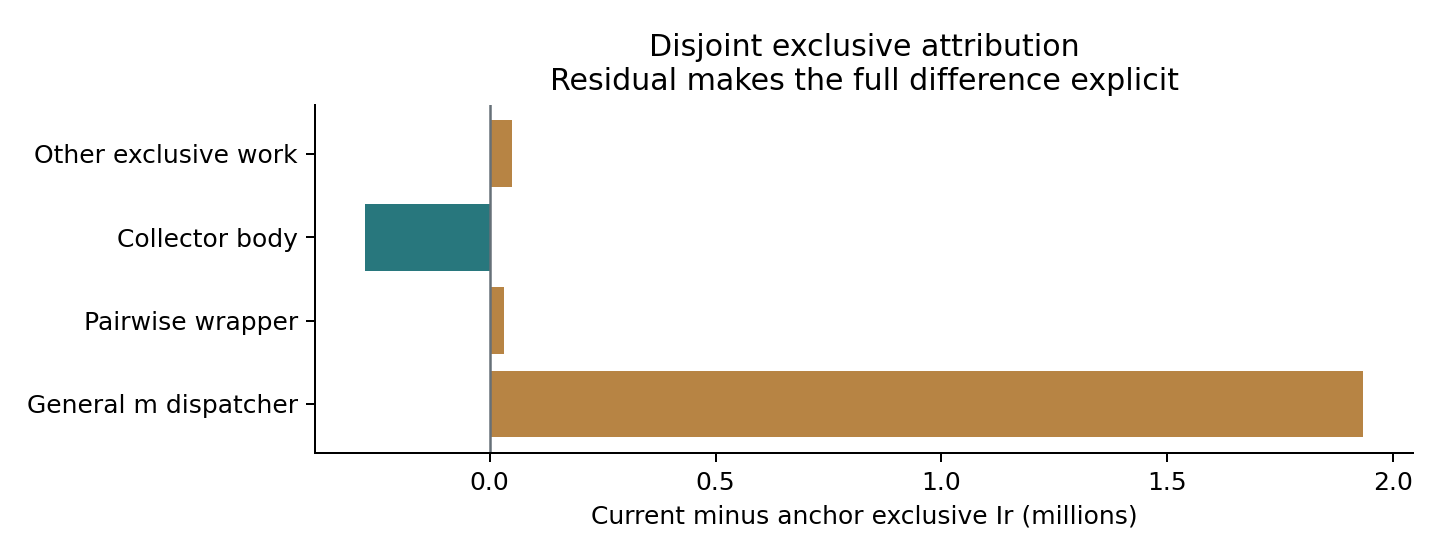 Disjoint exclusive attribution
Residual makes the full difference explicit
Other exclusive work
Collector body
Pairwise wrapper
General m dispatcher
0.0 0.5 1.0 1.5 2.0
Current minus anchor exclusive Ir (millions)